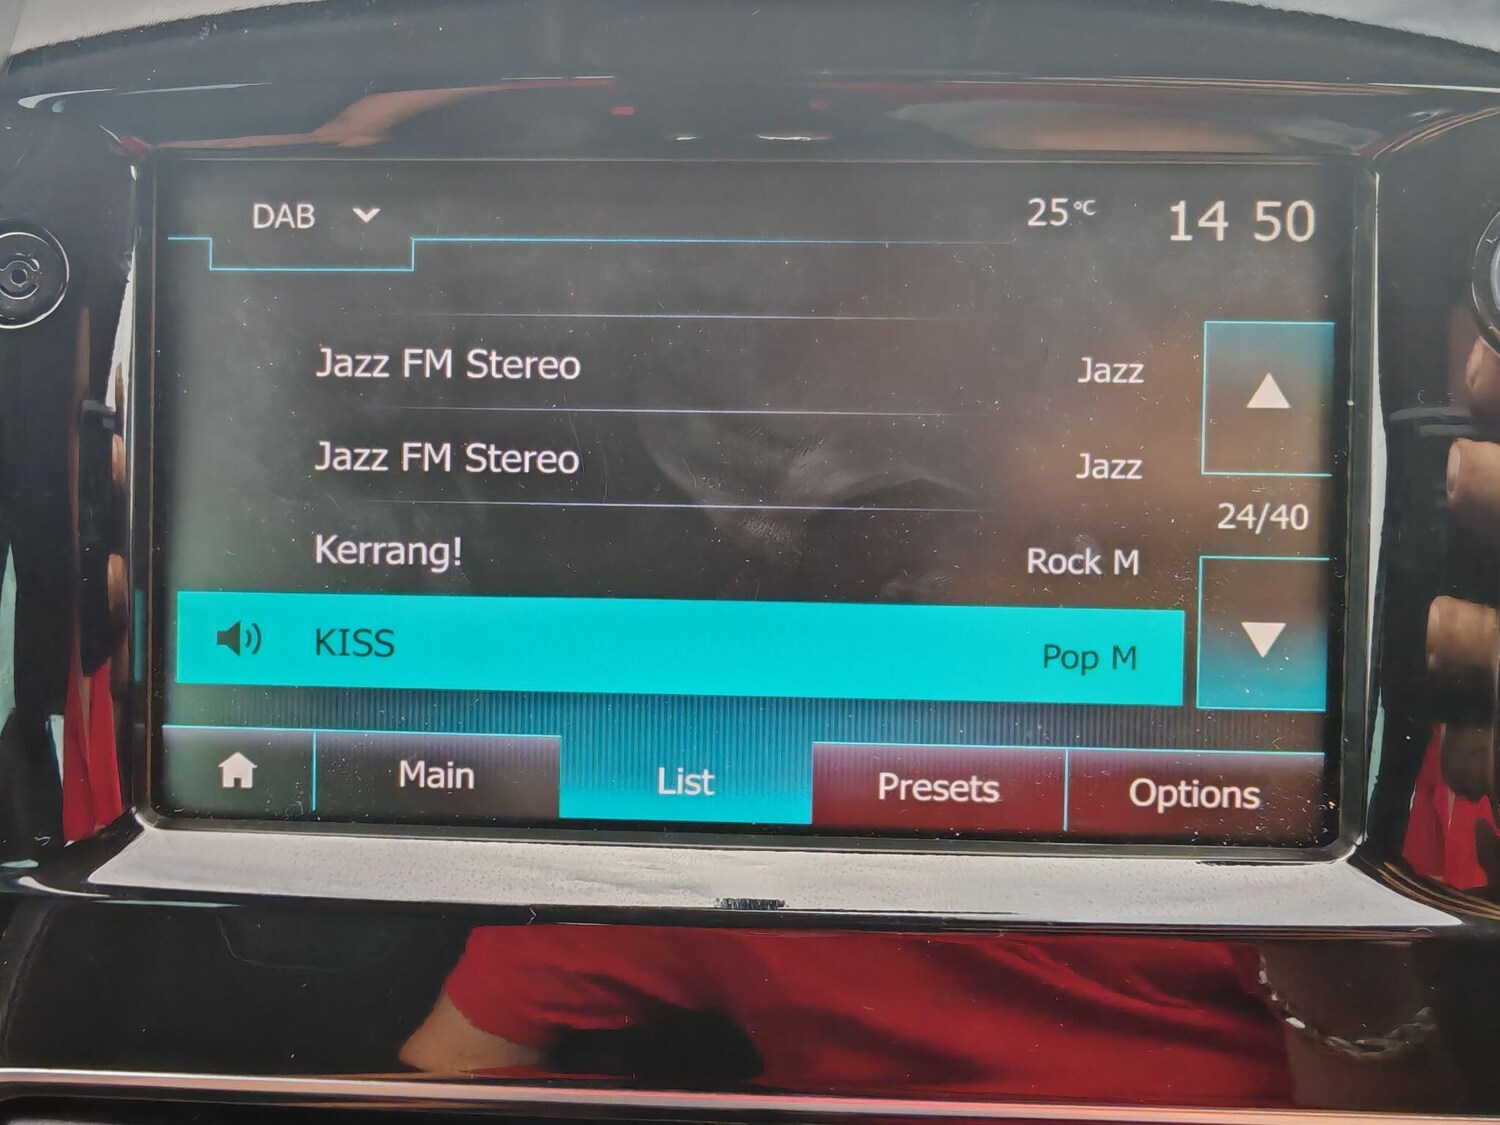 DAB 25°C 14 50
Jazz FM Stereo Jazz
Jazz FM Stereo Jazz
24/40
Kerrang! Rock M
KISS Pop M
Main List Presets Options